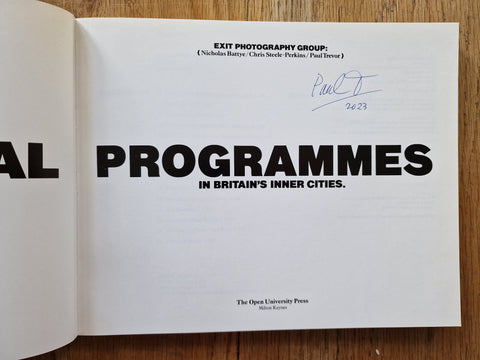 EXIT PHOTOGRAPHY GROUP:
{Nicholas Battye / Chris Steele-Perkins / Paul Trevor}
Paul T
2023
AL PROGRAMMES
IN BRITAIN'S INNER CITIES.
The Open University Press
Milton Keynes